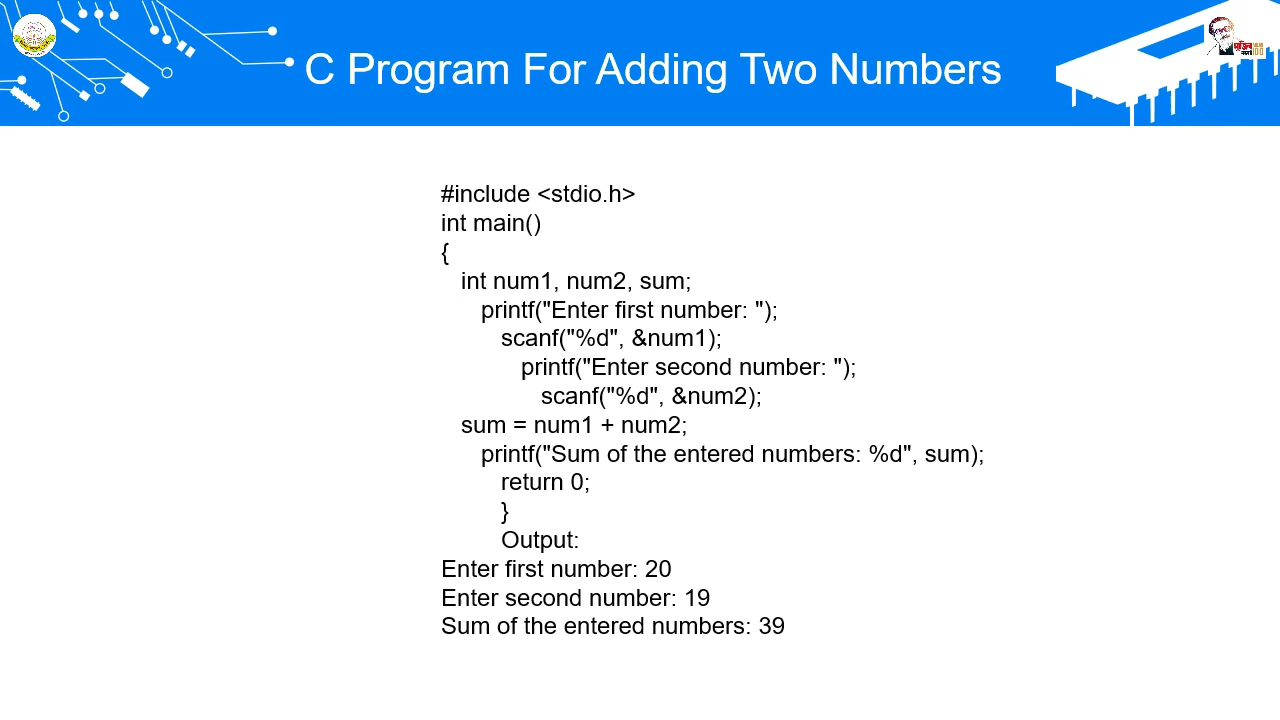 C Program For Adding Two Numbers
#include <stdio.h>
int main()
{
int num1, num2, sum;
printf("Enter first number: ");
scanf("%d", &num1);
printf("Enter second number: ");
scanf("%d", &num2);
sum = num1 + num2;
printf("Sum of the entered numbers: %d", sum);
return 0;
}
Output:
Enter first number: 20
Enter second number: 19
Sum of the entered numbers: 39